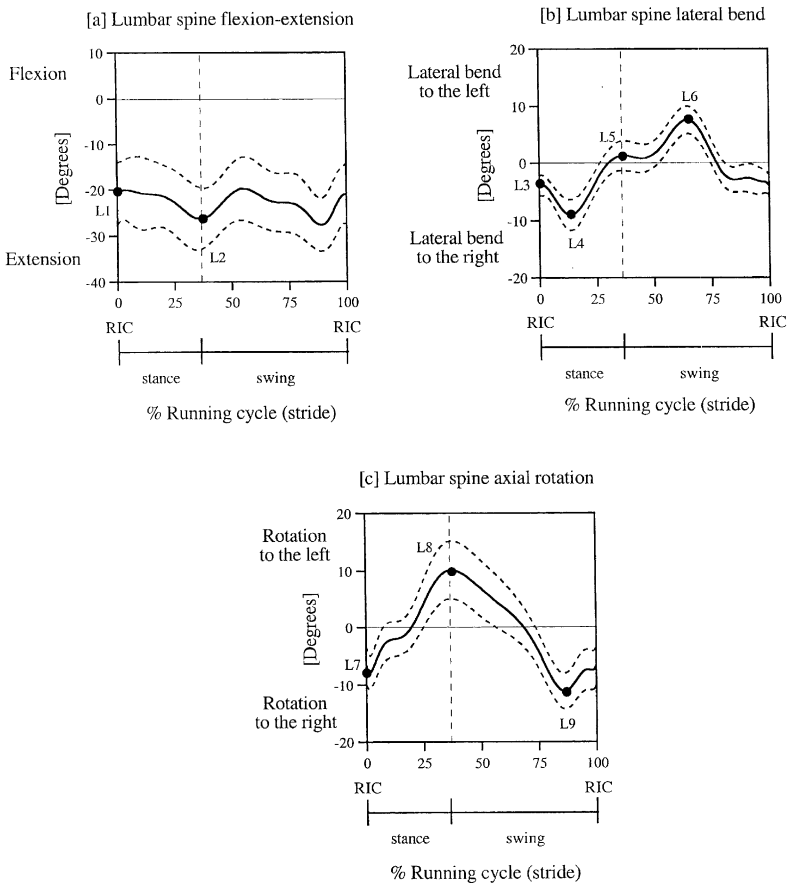 [a] Lumbar spine flexion-extension
10
Flexion
0
-10
[Degrees]
-20
L1
-30
L2
Extension
-40
0 25 50 75 100
RIC RIC
stance swing
% Running cycle (stride)
[b] Lumbar spine lateral bend
20
Lateral bend
to the left
10
L6
L5
[Degrees]
0
L3
-10
L4
Lateral bend
to the right
-20
0 25 50 75 100
RIC RIC
stance swing
% Running cycle (stride)
[c] Lumbar spine axial rotation
20
Rotation
to the left
L8
10
[Degrees]
0
L7
-10
Rotation
to the right
L9
-20
0 25 50 75 100
RIC RIC
stance swing
% Running cycle (stride)